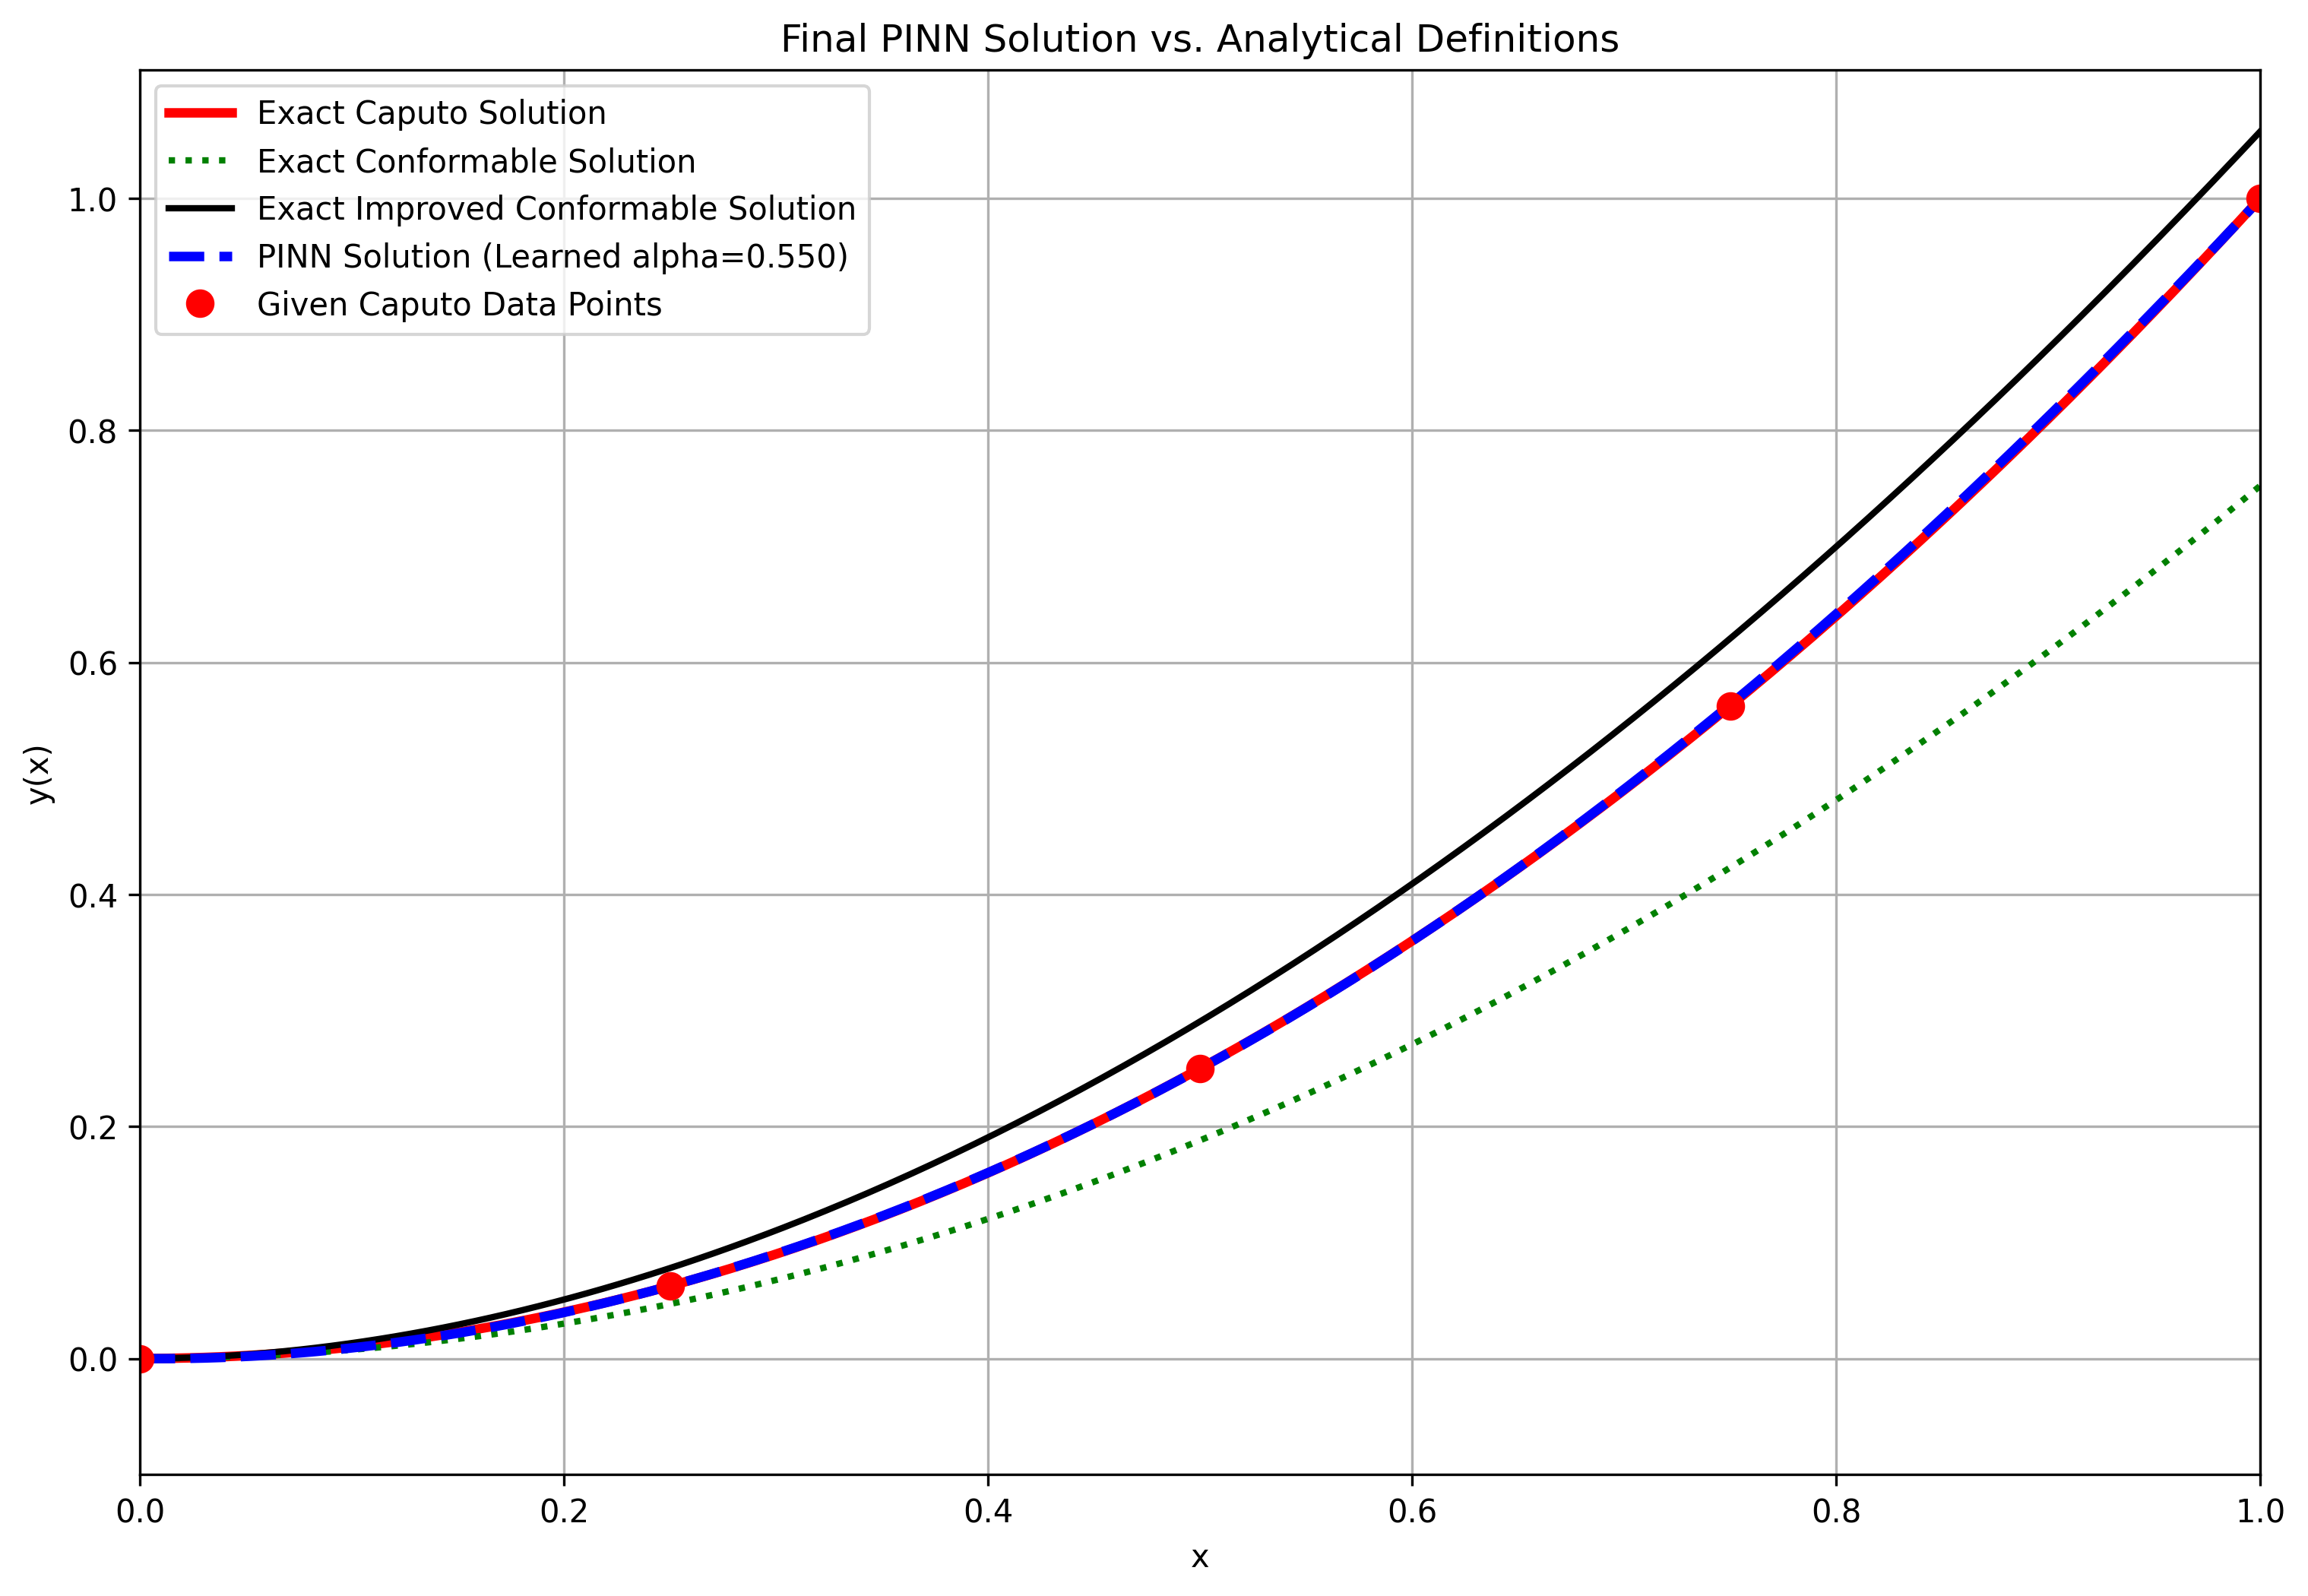 Final PINN Solution vs. Analytical Definitions
Exact Caputo Solution
Exact Conformable Solution
Exact Improved Conformable Solution
PINN Solution (Learned alpha=0.550)
Given Caputo Data Points
1.0
0.8
0.6
0.4
0.2
0.0
y(x)
0.0 0.2 0.4 0.6 0.8 1.0
x